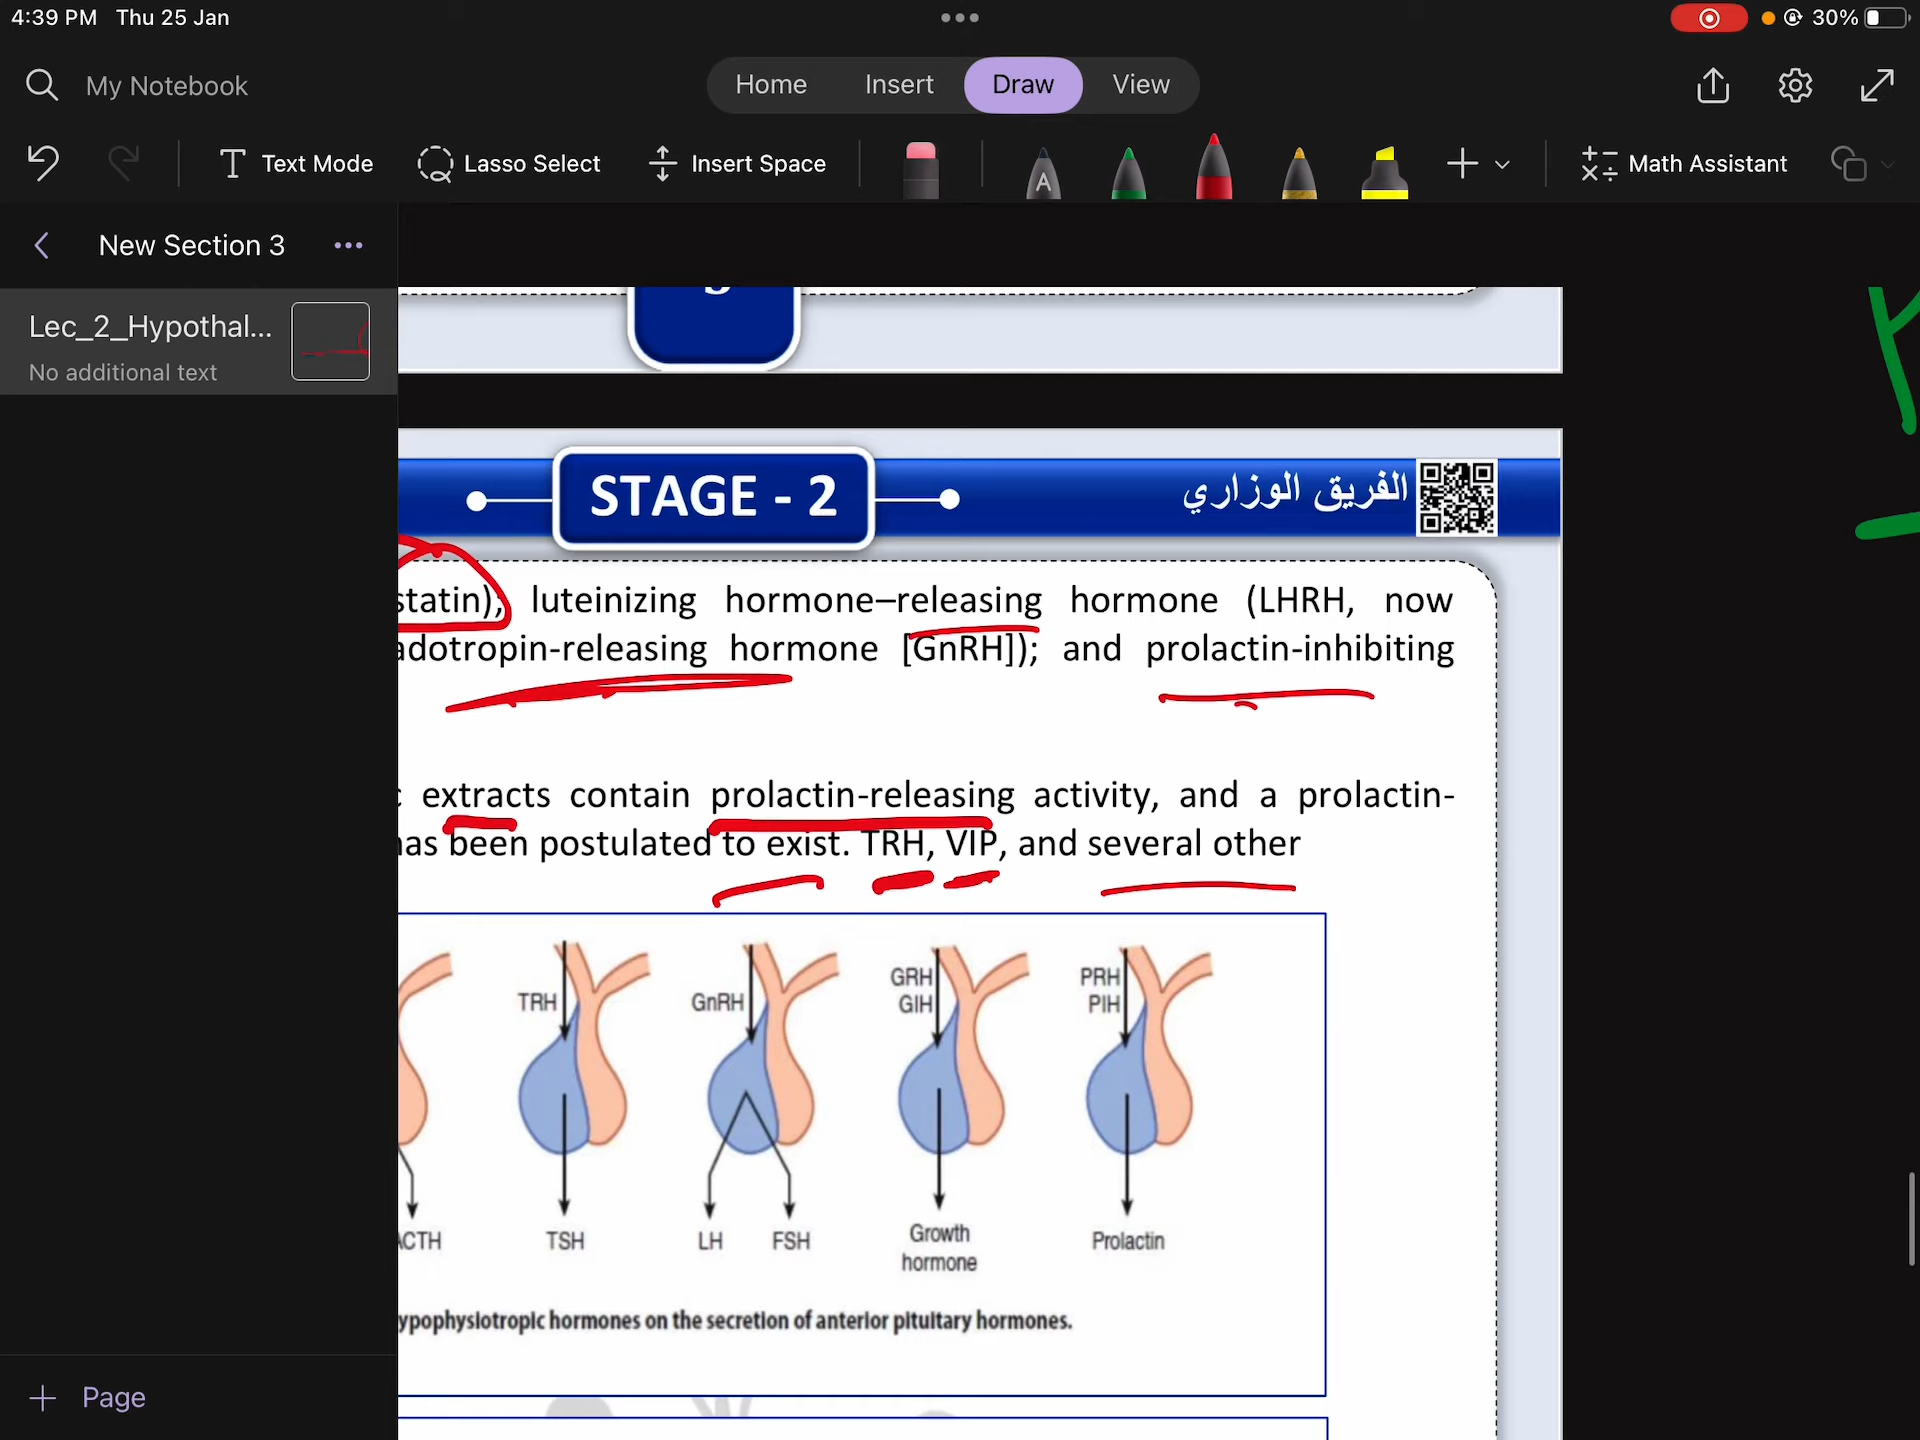 4:39 PM Thu 25 Jan
30%
My Notebook
Home Insert Draw View
Text Mode Lasso Select Insert Space A Math Assistant
New Section 3
Lec_2_Hypothal...
No additional text
STAGE - 2
الفريق الوزاري
statin), luteinizing hormone–releasing hormone (LHRH, now
adotropin-releasing hormone [GnRH]); and prolactin-inhibiting
c extracts contain prolactin-releasing activity, and a prolactin-
has been postulated to exist. TRH, VIP, and several other
TRH GnRH GRH GIH PRH PIH
ACTH TSH LH FSH Growth hormone Prolactin
ypophysiotropic hormones on the secretion of anterior pituitary hormones.
Page